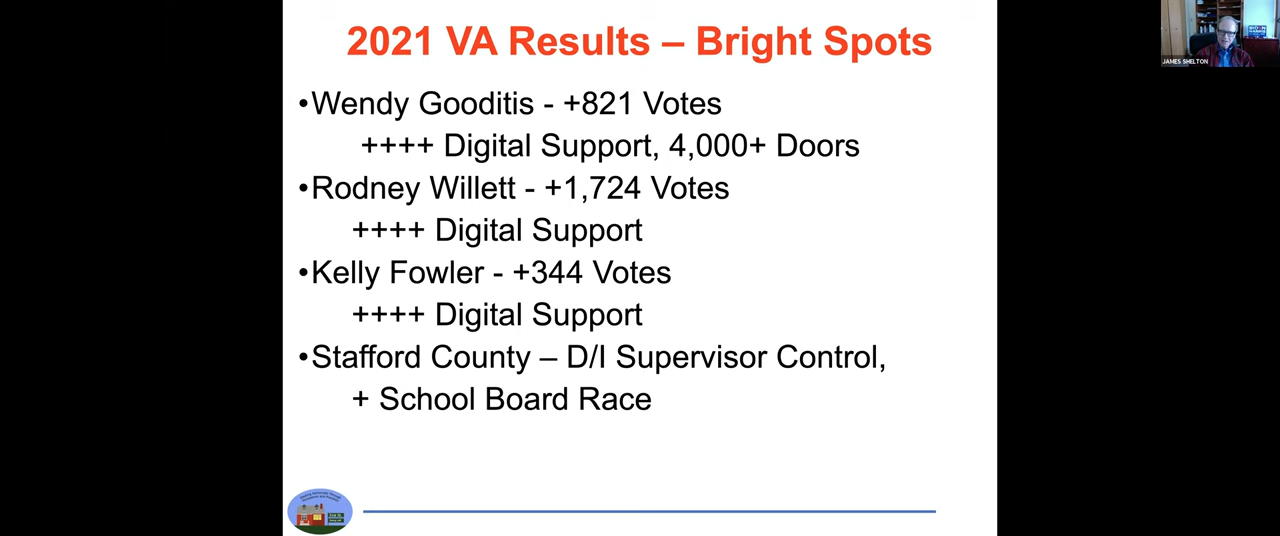 2021 VA Results – Bright Spots
JAMES SHELTON
•Wendy Gooditis - +821 Votes
++++ Digital Support, 4,000+ Doors
•Rodney Willett - +1,724 Votes
++++ Digital Support
•Kelly Fowler - +344 Votes
++++ Digital Support
•Stafford County – D/I Supervisor Control,
+ School Board Race